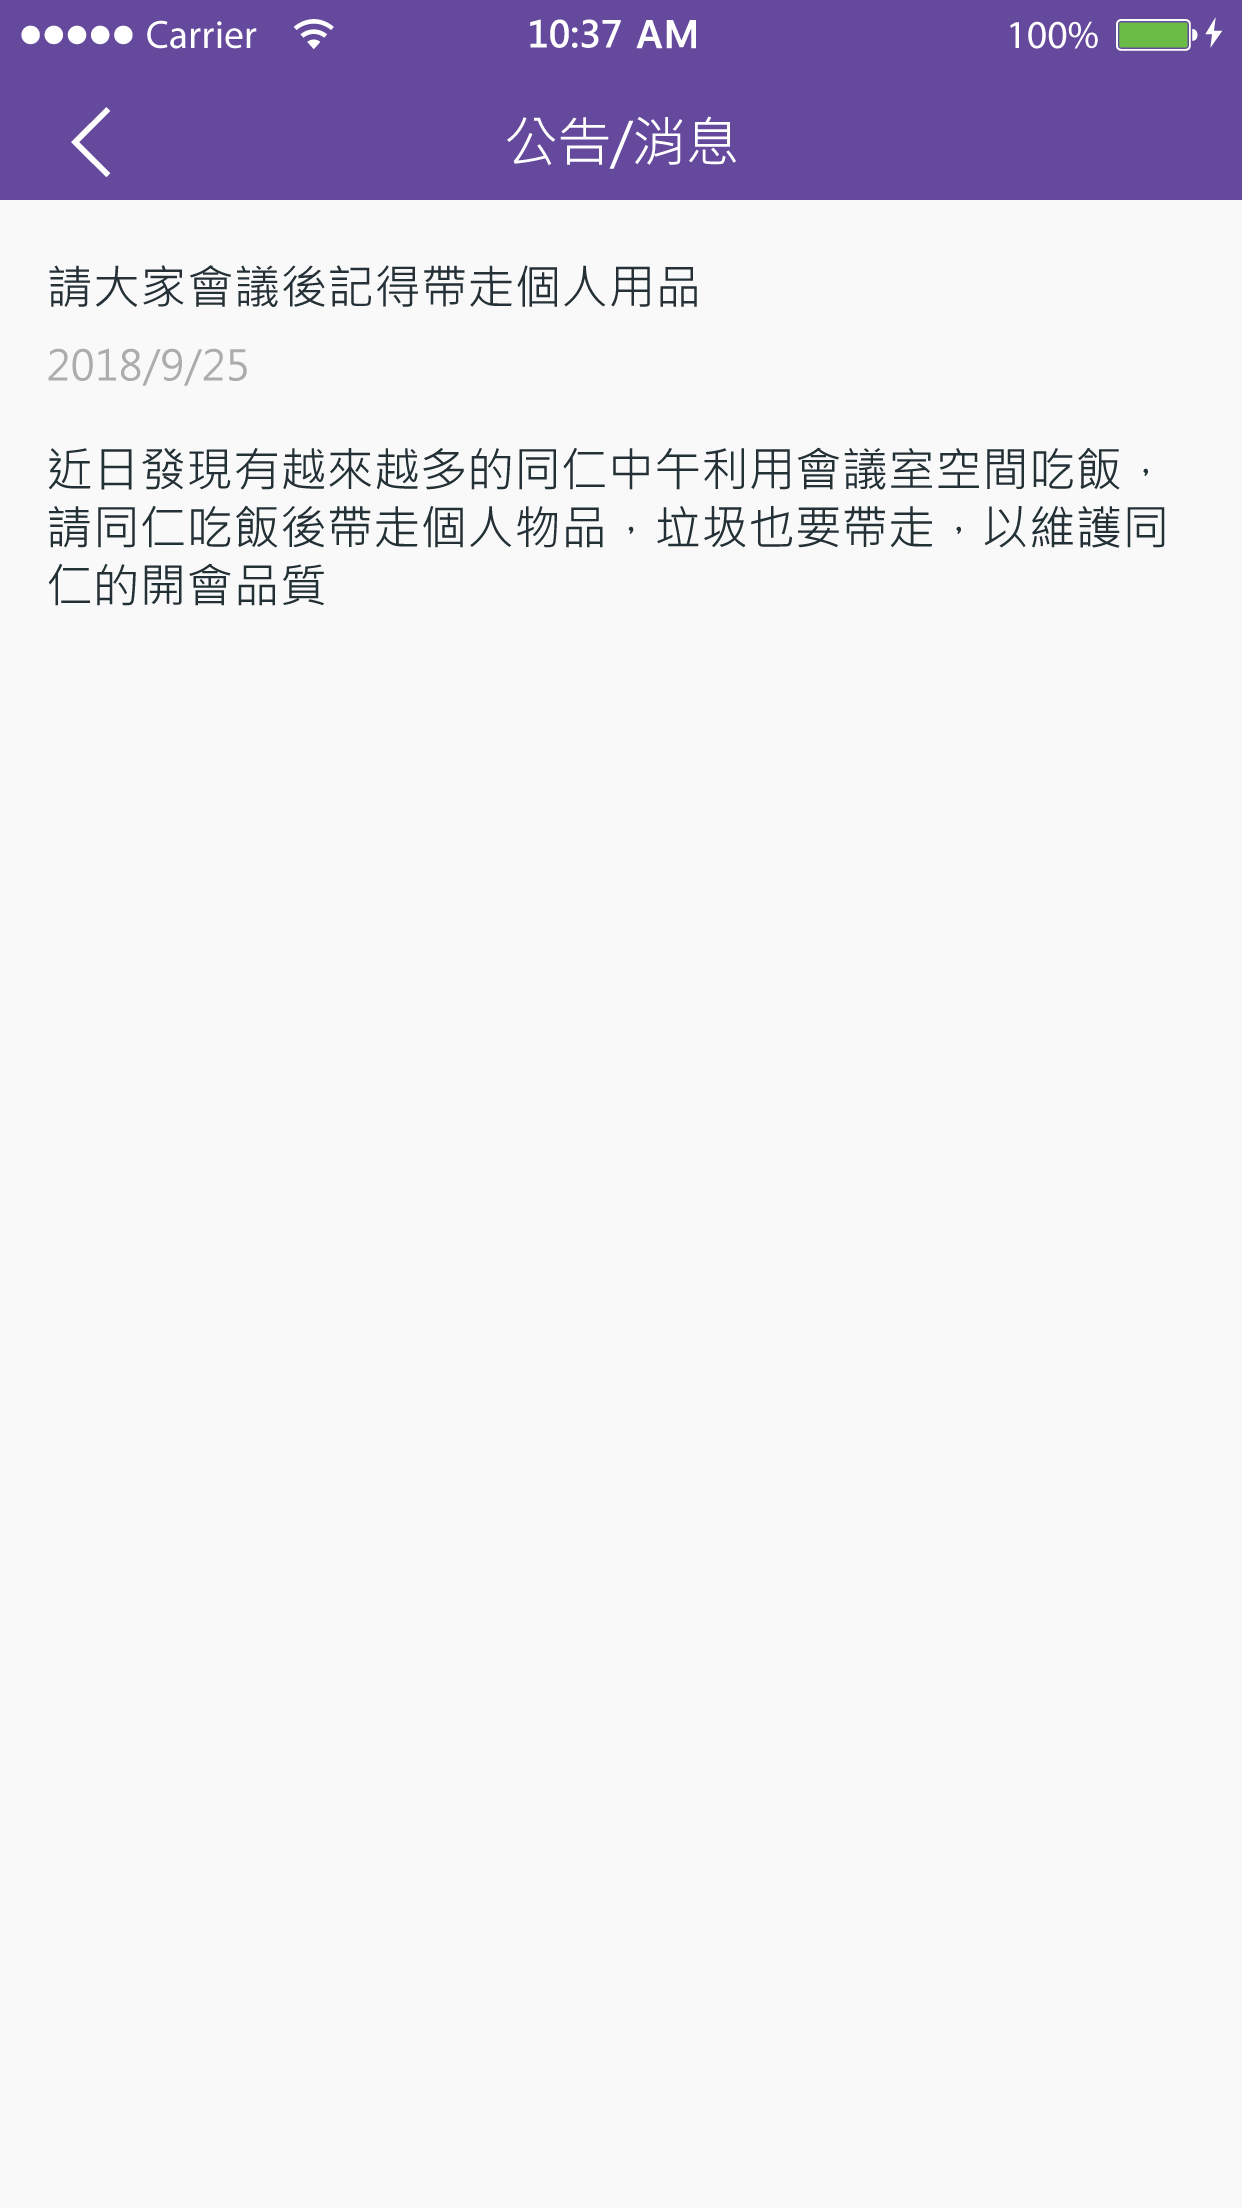 Carrier 10:37 AM 100%
公告/消息
請大家會議後記得帶走個人用品
2018/9/25
近日發現有越來越多的同仁中午利用會議室空間吃飯，
請同仁吃飯後帶走個人物品，垃圾也要帶走，以維護同
仁的開會品質